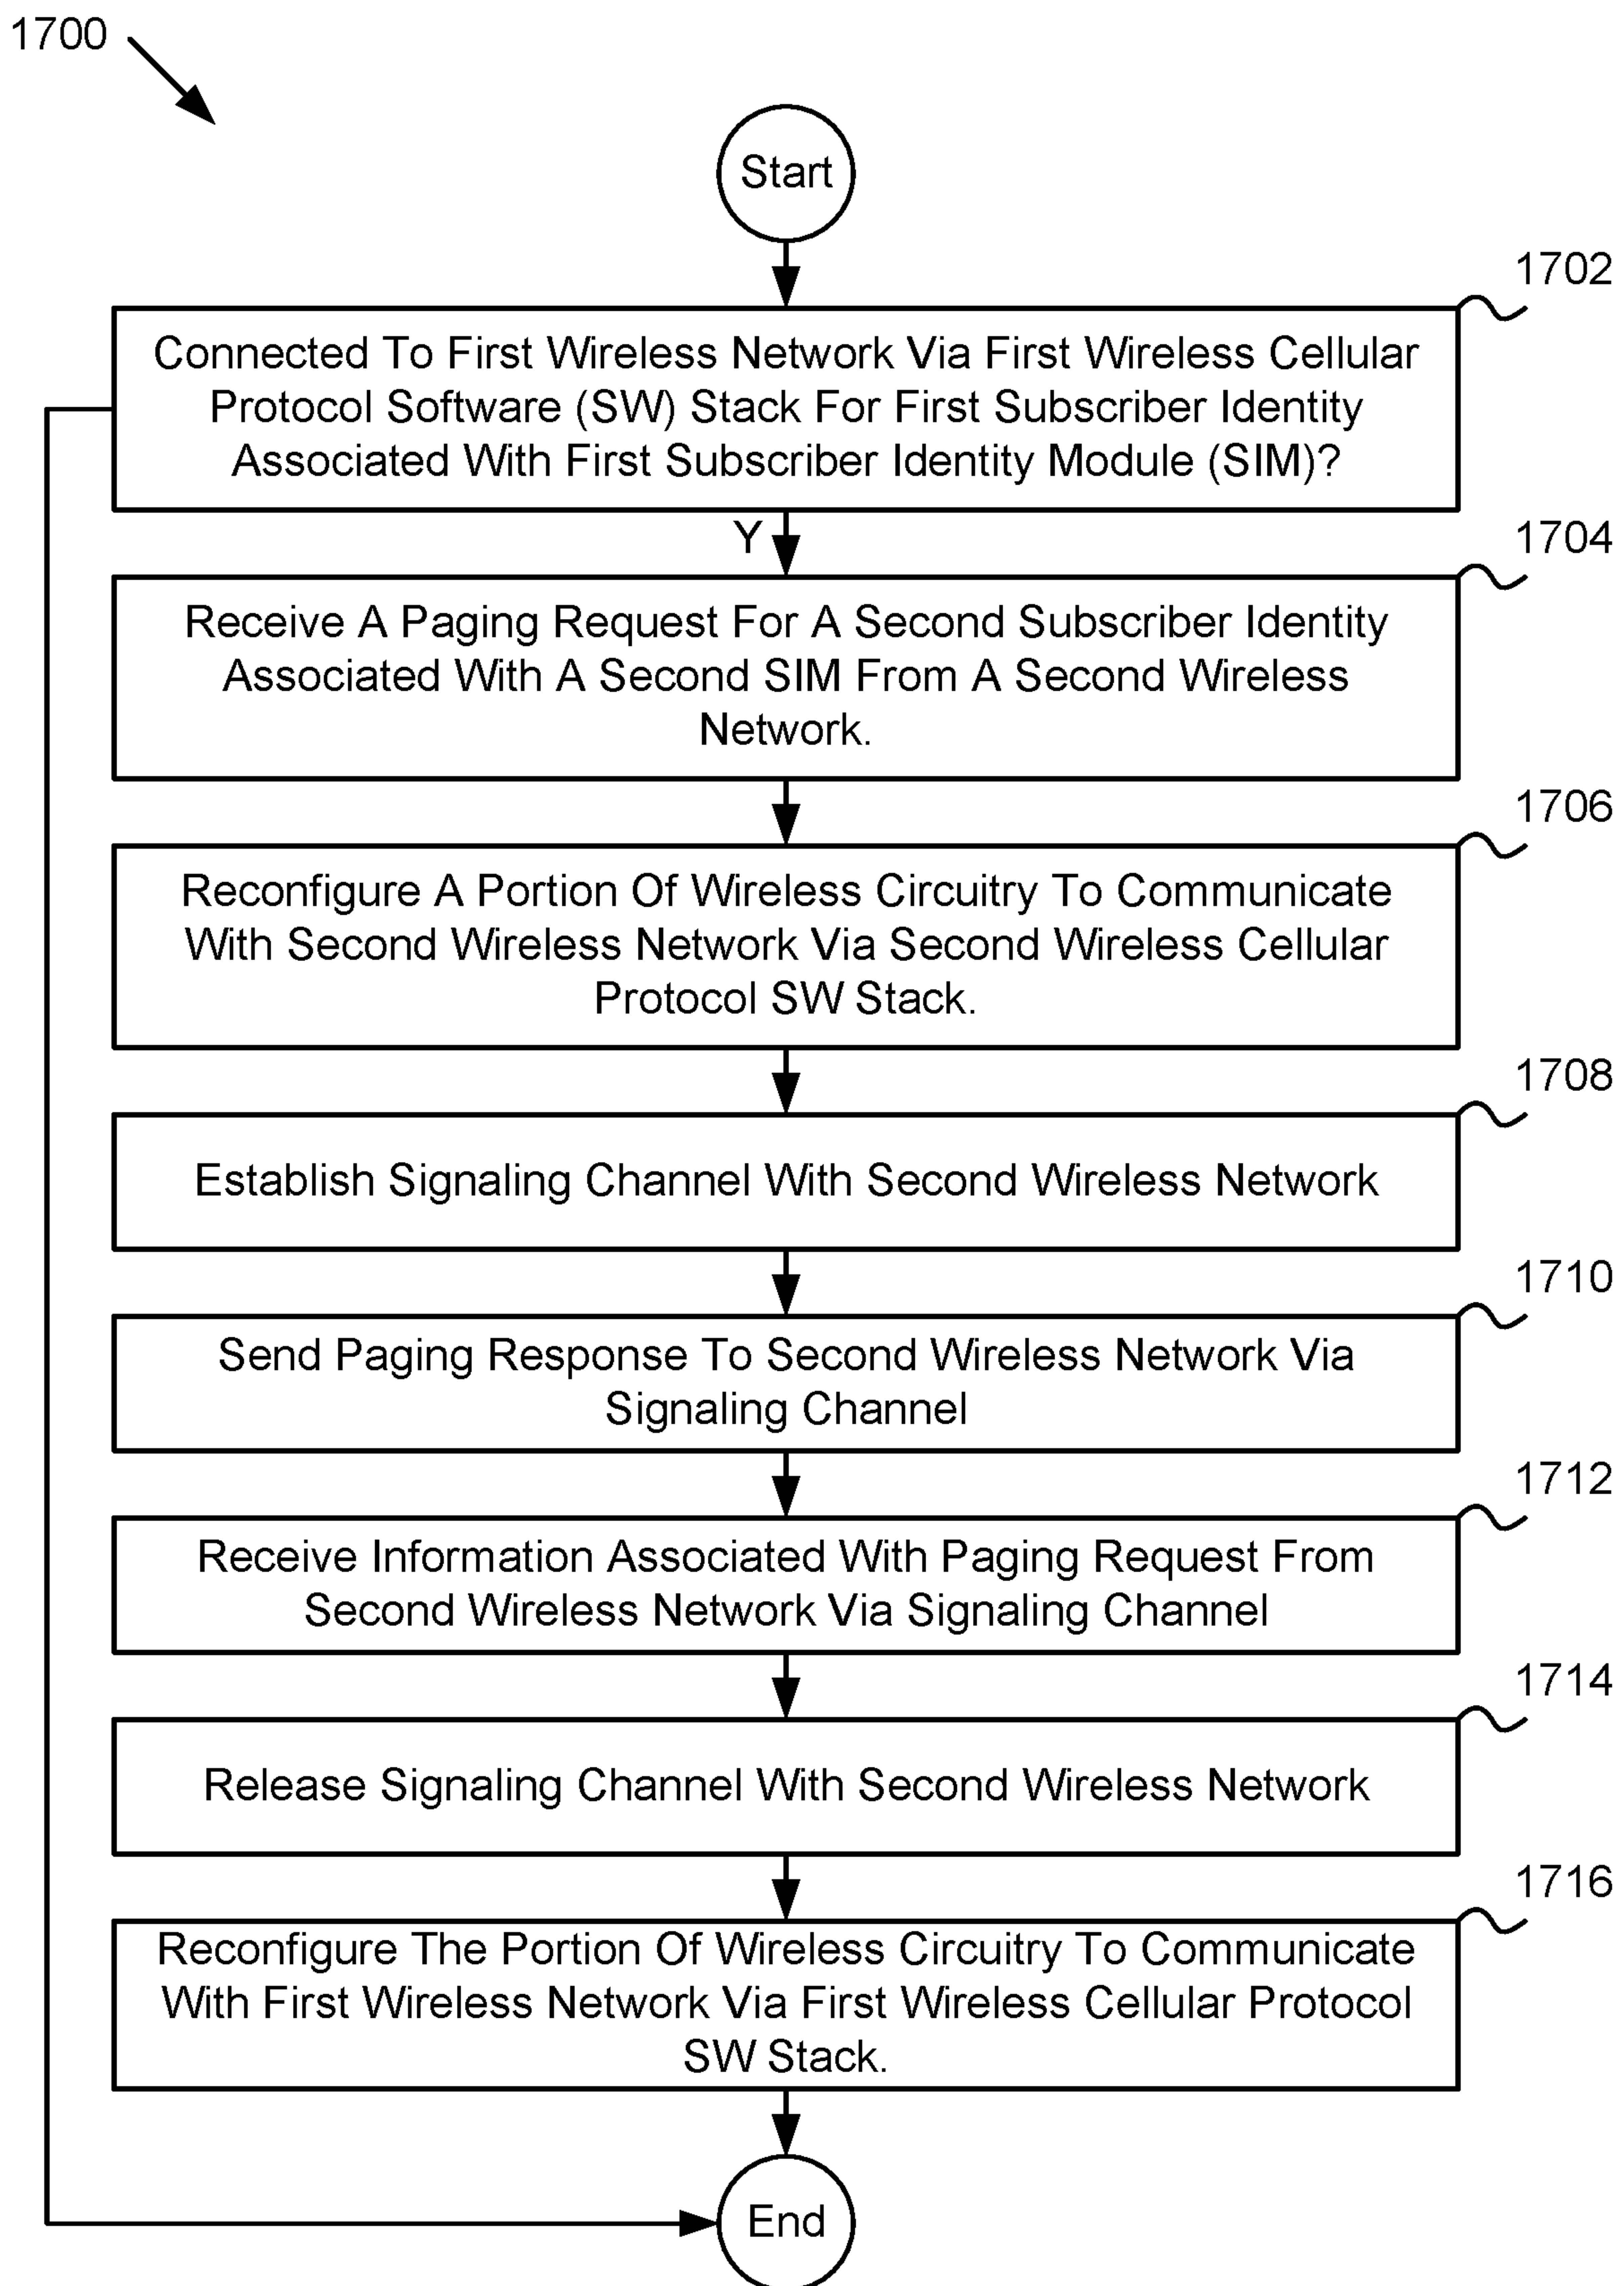 1700
Start
1702
Connected To First Wireless Network Via First Wireless Cellular
Protocol Software (SW) Stack For First Subscriber Identity
Associated With First Subscriber Identity Module (SIM)?
Y
1704
Receive A Paging Request For A Second Subscriber Identity
Associated With A Second SIM From A Second Wireless
Network.
1706
Reconfigure A Portion Of Wireless Circuitry To Communicate
With Second Wireless Network Via Second Wireless Cellular
Protocol SW Stack.
1708
Establish Signaling Channel With Second Wireless Network
1710
Send Paging Response To Second Wireless Network Via
Signaling Channel
1712
Receive Information Associated With Paging Request From
Second Wireless Network Via Signaling Channel
1714
Release Signaling Channel With Second Wireless Network
1716
Reconfigure The Portion Of Wireless Circuitry To Communicate
With First Wireless Network Via First Wireless Cellular Protocol
SW Stack.
End